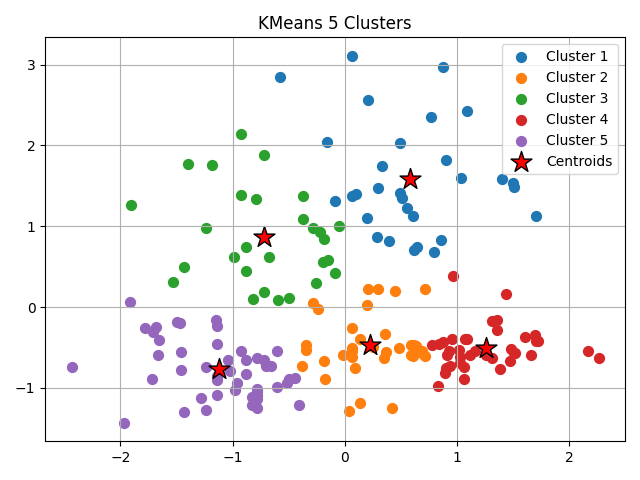 KMeans 5 Clusters
Cluster 1
Cluster 2
Cluster 3
Cluster 4
Cluster 5
Centroids
3
2
1
0
−1
−2
−1
0
1
2